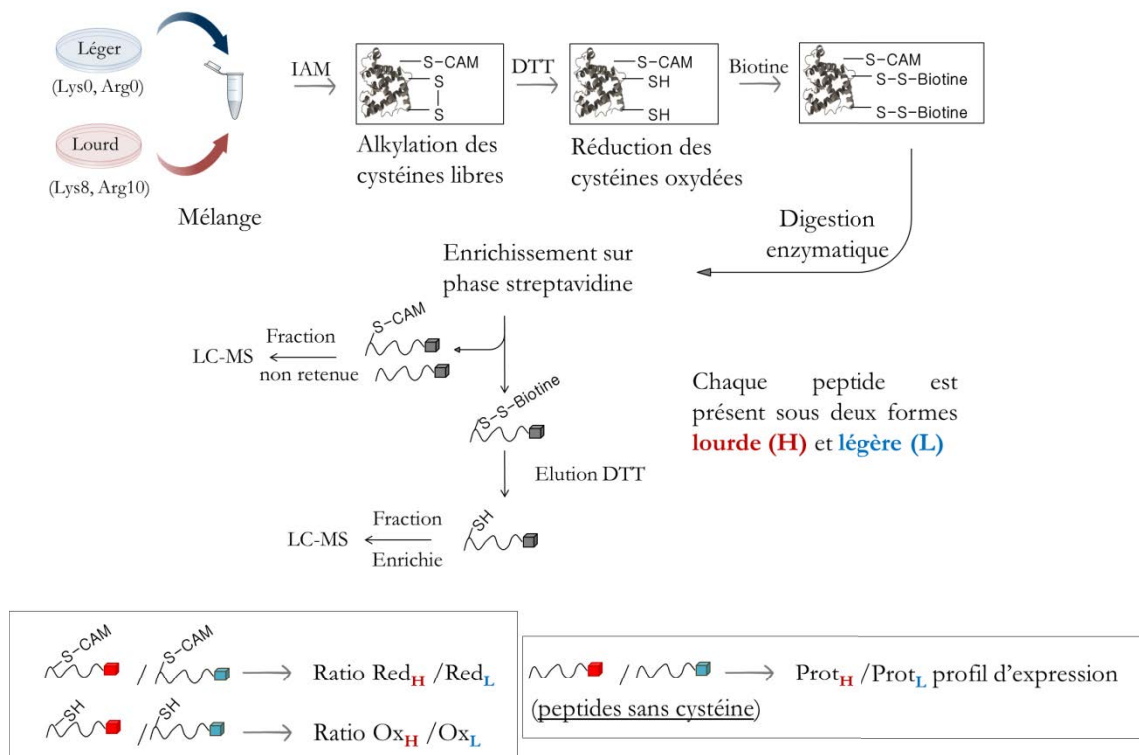 Léger
(Lys0, Arg0)
Lourd
(Lys8, Arg10)
Mélange
IAM
S-CAM
S
S
Alkylation des
cystéines libres
DTT
S-CAM
SH
SH
Réduction des
cystéines oxydées
Biotine
S-CAM
S-S-Biotine
S-S-Biotine
Digestion
enzymatique
Enrichissement sur
phase streptavidine
S-CAM
LC-MS
Fraction
non retenue
S-S-Biotine
Elution DTT
SH
LC-MS
Fraction
Enrichie
Chaque peptide est
présent sous deux formes
lourde (H) et légère (L)
S-CAM / S-CAM Ratio RedH /RedL
SH / SH Ratio OxH /OxL
/ ProtH /ProtL profil d'expression
(peptides sans cystéine)